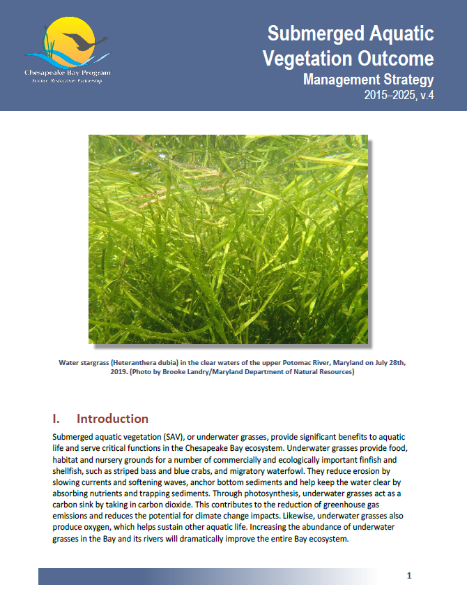 Submerged Aquatic
Vegetation Outcome
Management Strategy
2015–2025, v.4
Chesapeake Bay Program
Water stargrass (Heteranthera dubia) in the clear waters of the upper Potomac River, Maryland on July 28th,
2019. (Photo by Brooke Landry/Maryland Department of Natural Resources)
I. Introduction
Submerged aquatic vegetation (SAV), or underwater grasses, provide significant benefits to aquatic
life and serve critical functions in the Chesapeake Bay ecosystem. Underwater grasses provide food,
habitat and nursery grounds for a number of commercially and ecologically important finfish and
shellfish, such as striped bass and blue crabs, and migratory waterfowl. They reduce erosion by
slowing currents and softening waves, anchor bottom sediments and help keep the water clear by
absorbing nutrients and trapping sediments. Through photosynthesis, underwater grasses act as a
carbon sink by taking in carbon dioxide. This contributes to the reduction of greenhouse gas
emissions and reduces the potential for climate change impacts. Likewise, underwater grasses also
produce oxygen, which helps sustain other aquatic life. Increasing the abundance of underwater
grasses in the Bay and its rivers will dramatically improve the entire Bay ecosystem.
1